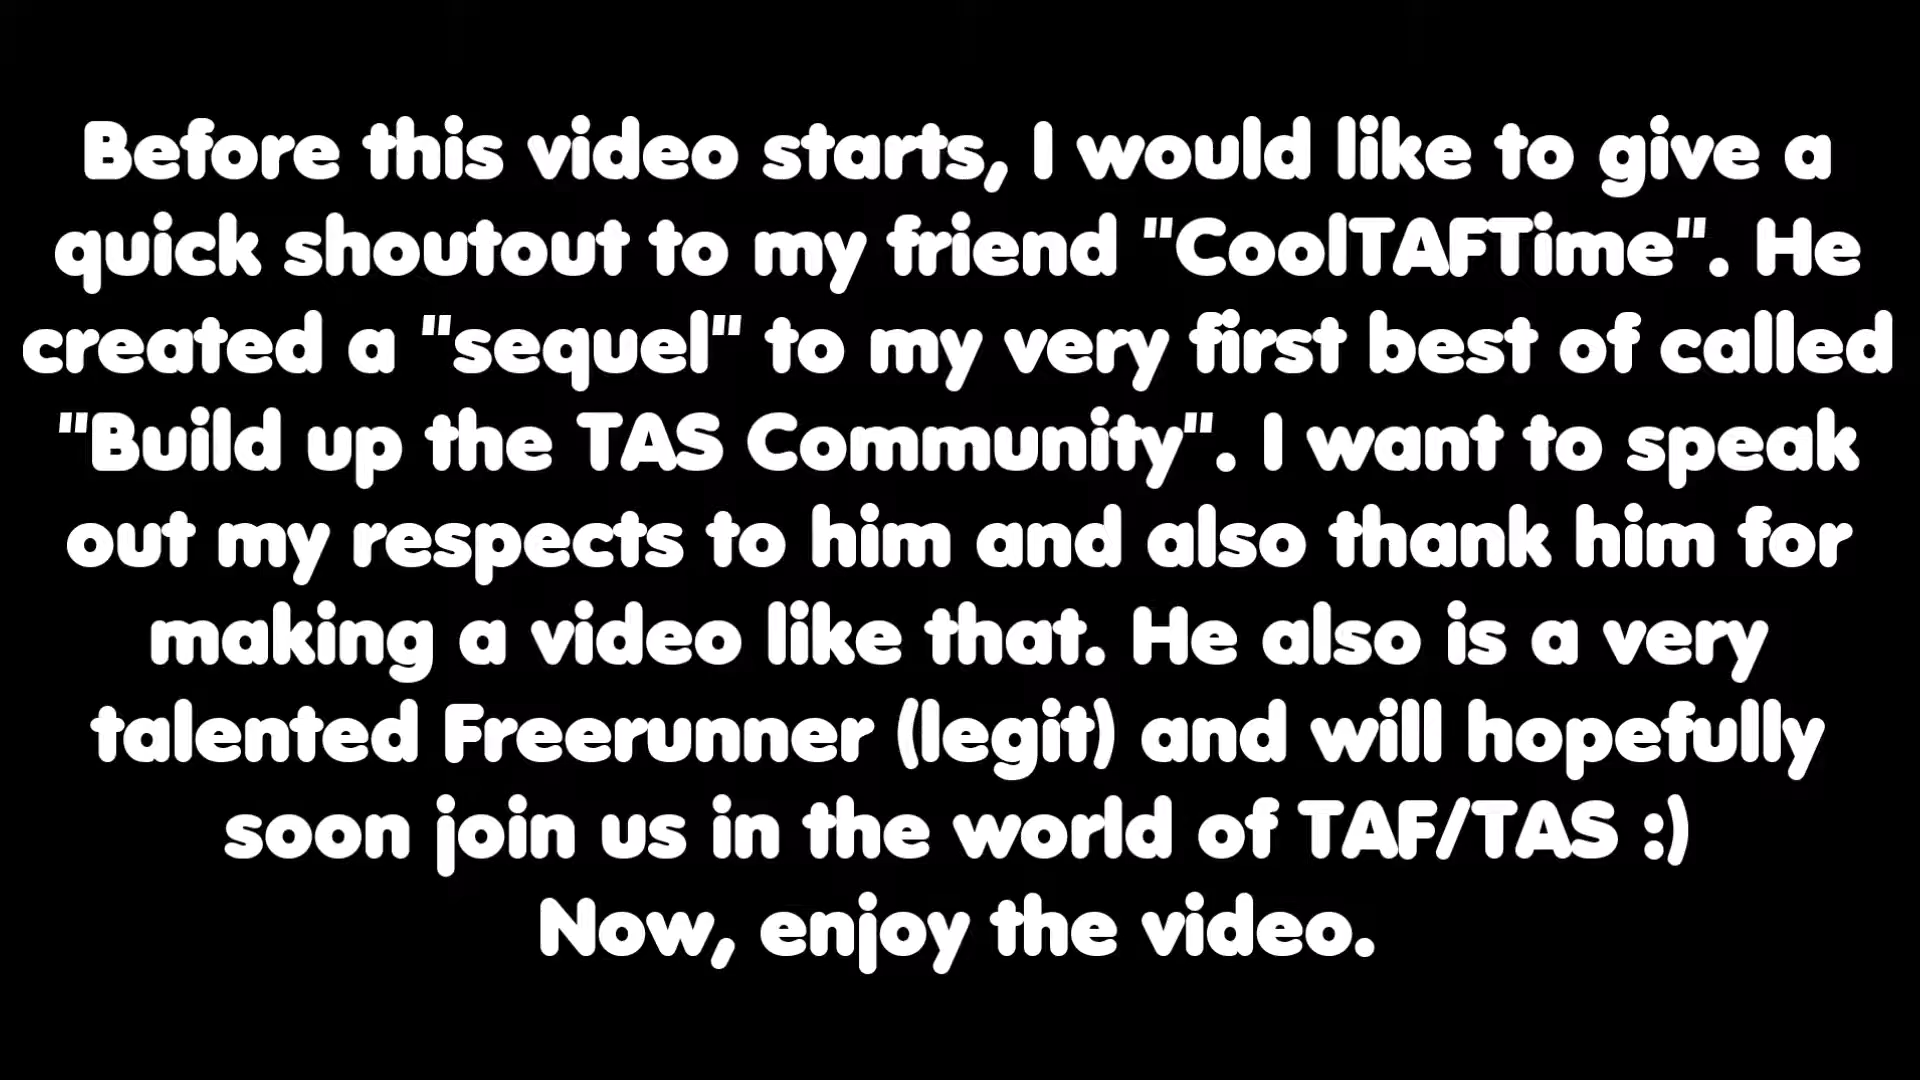 Before this video starts, I would like to give a
quick shoutout to my friend "CoolTAFTime". He
created a "sequel" to my very first best of called
"Build up the TAS Community". I want to speak
out my respects to him and also thank him for
making a video like that. He also is a very
talented Freerunner (legit) and will hopefully
soon join us in the world of TAF/TAS :)
Now, enjoy the video.